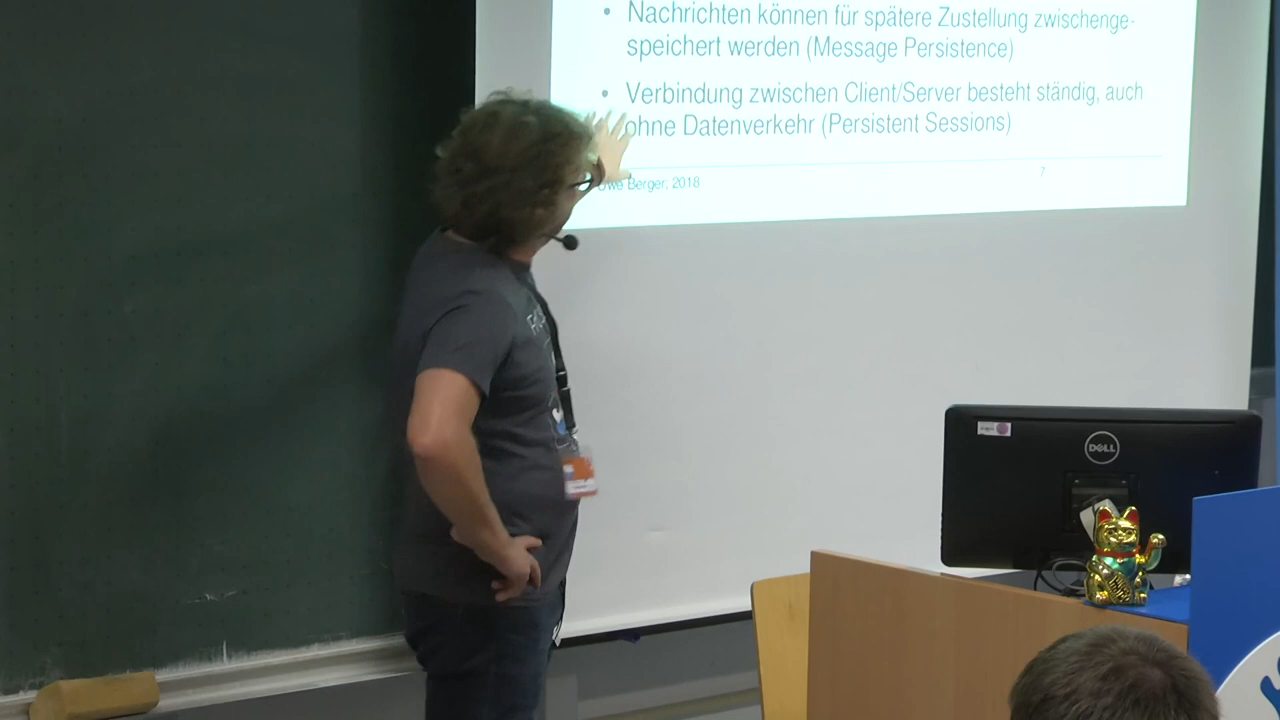 • Nachrichten können für spätere Zustellung zwischenge-
speichert werden (Message Persistence)
• Verbindung zwischen Client/Server besteht ständig, auch
ohne Datenverkehr (Persistent Sessions)
Uwe Berger, 2018
7
DELL